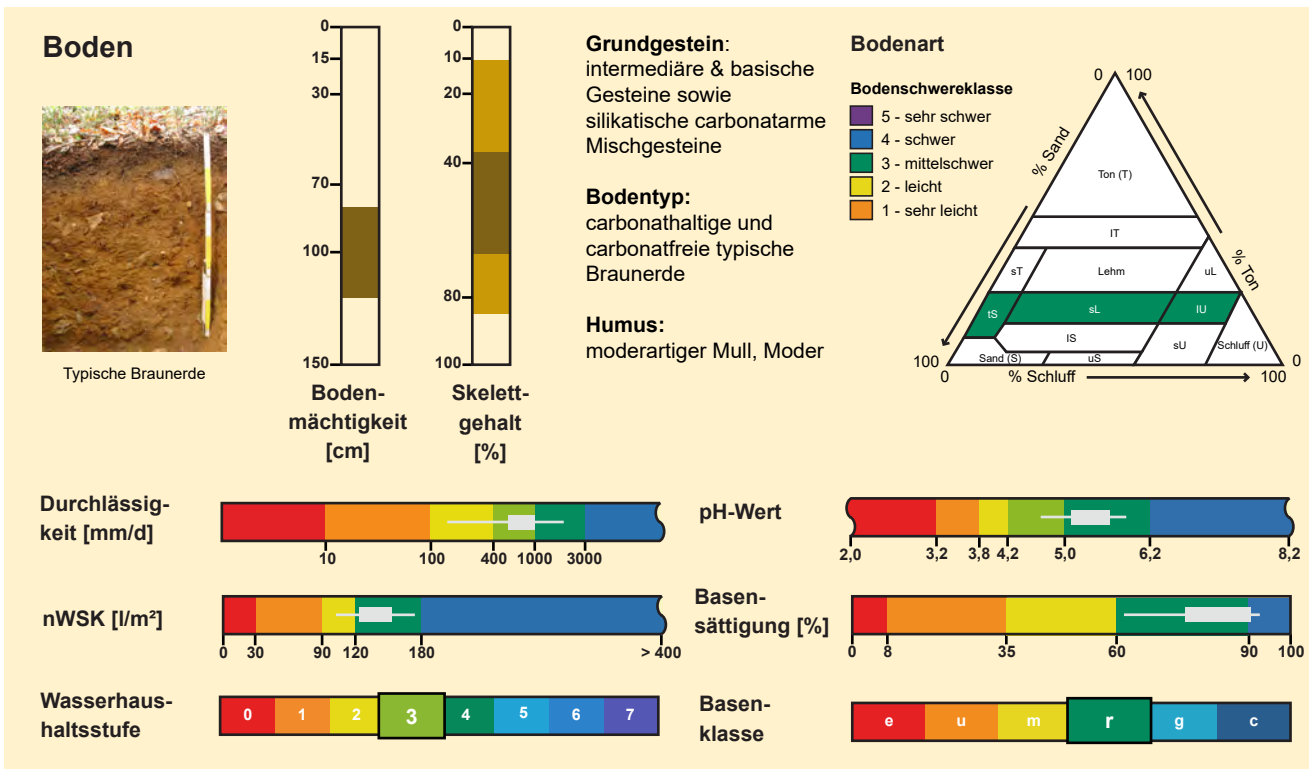 Boden
Typische Braunerde
0
15
30
70
100
150
Boden-
mächtigkeit
[cm]
0
10
20
40
80
100
Skelett-
gehalt
[%]
Grundgestein:
intermediäre & basische
Gesteine sowie
silikatische carbonatarme
Mischgesteine
Bodentyp:
carbonathaltige und
carbonatfreie typische
Braunerde
Humus:
moderartiger Mull, Moder
Bodenart
Bodenschwereklasse
5 - sehr schwer
4 - schwer
3 - mittelschwer
2 - leicht
1 - sehr leicht
0 100
% Sand
% Ton
Ton (T)
lT
sT Lehm uL
tS sL lU
lS
Sand (S) uS sU Schluff (U)
100 0
0 % Schluff 100
Durchlässig-
keit [mm/d]
10 100 400 1000 3000
pH-Wert
2,0 3,2 3,8 4,2 5,0 6,2 8,2
nWSK [l/m²]
0 30 90 120 180 > 400
Basen-
sättigung [%]
0 8 35 60 90 100
Wasserhaus-
haltsstufe
0 1 2 3 4 5 6 7
Basen-
klasse
e u m r g c